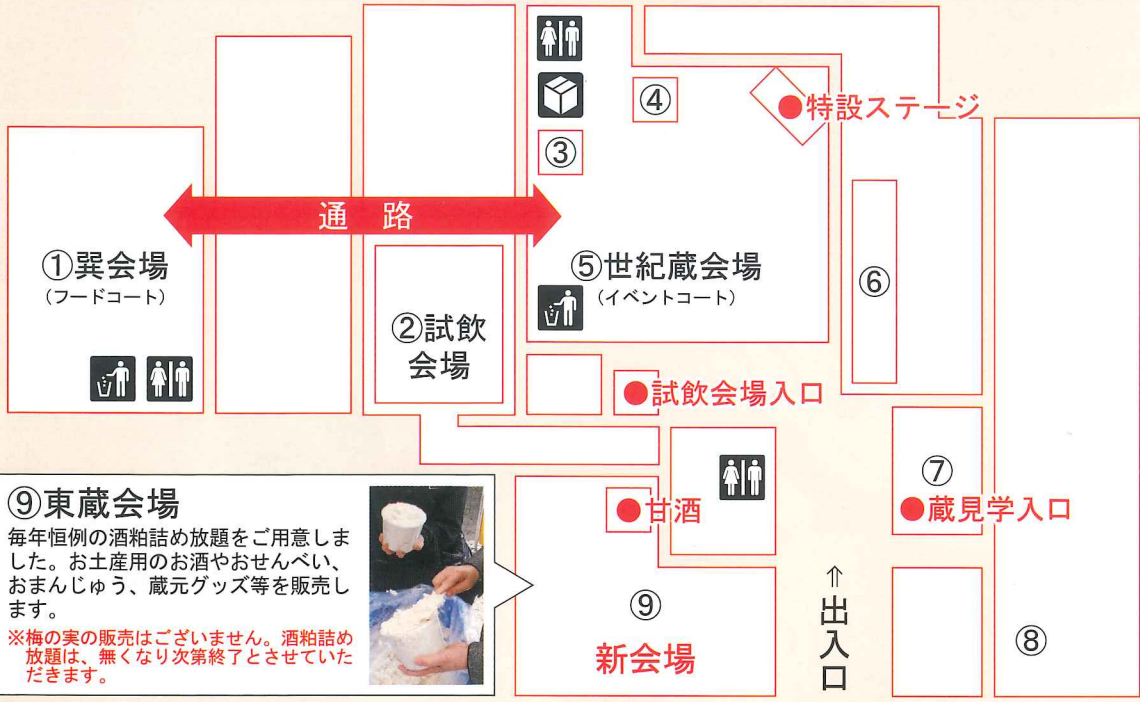 ④
●特設ステージ
③
通 路
①巽会場
(フードコート)
⑤世紀蔵会場
(イベントコート)
⑥
②試飲
会場
●試飲会場入口
⑦
●蔵見学入口
●甘酒
⑨東蔵会場
毎年恒例の酒粕詰め放題をご用意しま
した。お土産用のお酒やおせんべい、
おまんじゅう、蔵元グッズ等を販売し
ます。
※梅の実の販売はございません。酒粕詰め
放題は、無くなり次第終了とさせていた
だきます。
⑨
新会場
⇑
出入口
⑧